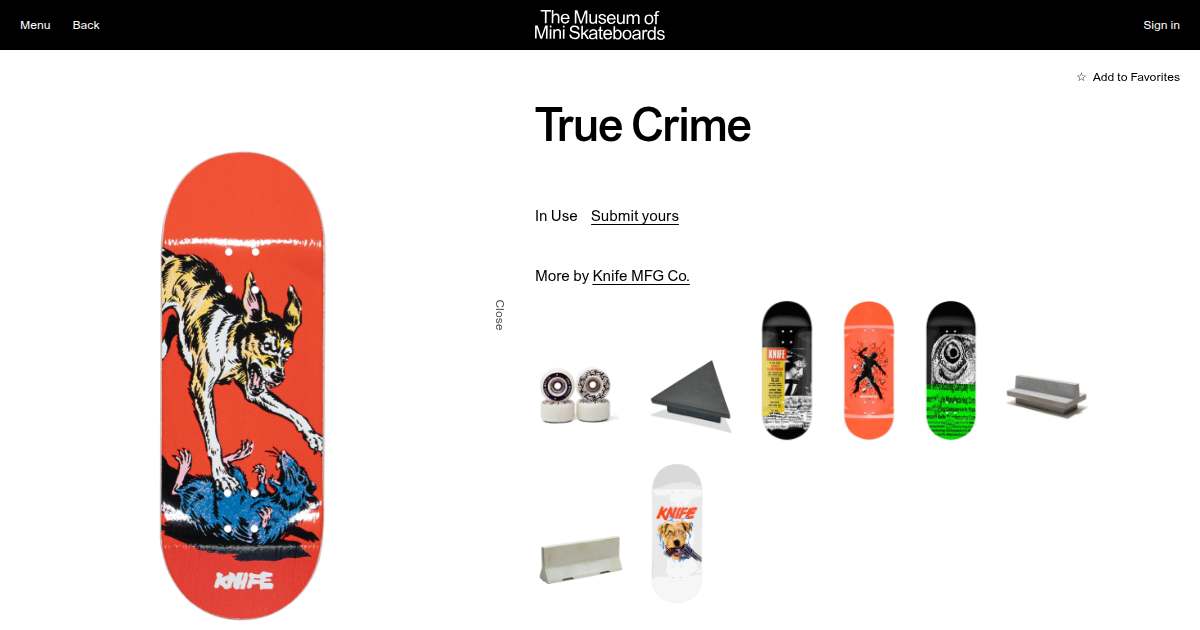 Menu
Back
The Museum of
Mini Skateboards
Sign in
☆ Add to Favorites
True Crime
In Use Submit yours
More by Knife MFG Co.
Close
KNIFE
KNIFE
KNIFE